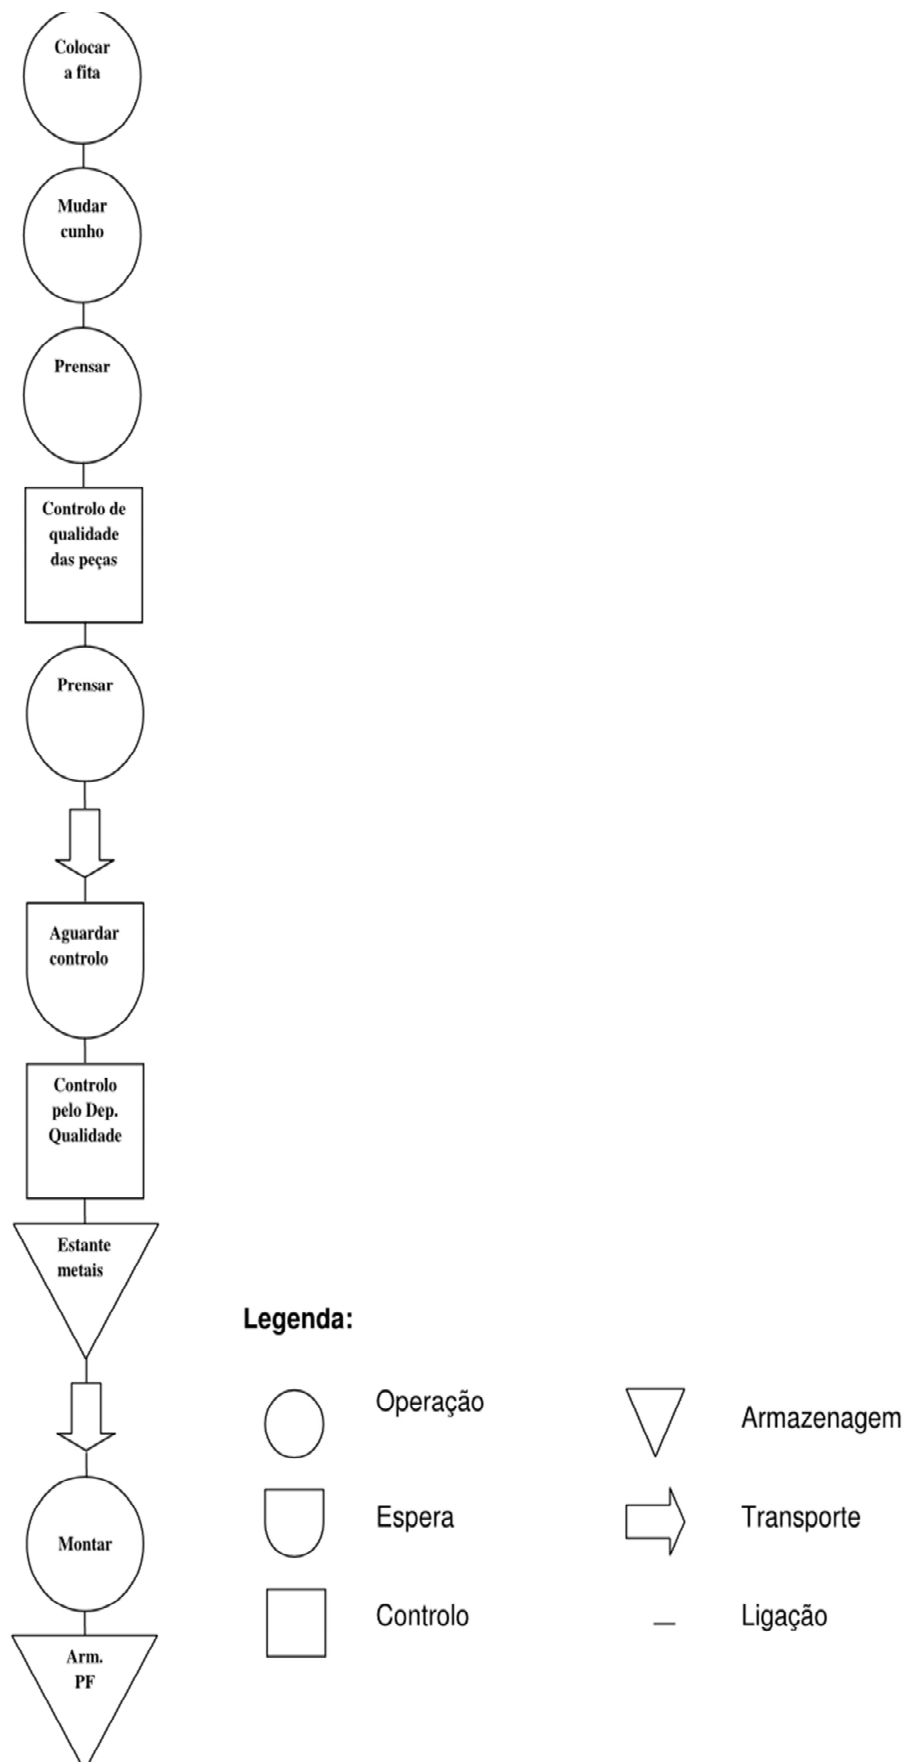 Colocar
a fita
Mudar
cunho
Prensar
Controlo de
qualidade
das peças
Prensar
Aguardar
controlo
Controlo
pelo Dep.
Qualidade
Estante
metais
Montar
Arm.
PF
Legenda:
Operação
Armazenagem
Espera
Transporte
Controlo
Ligação